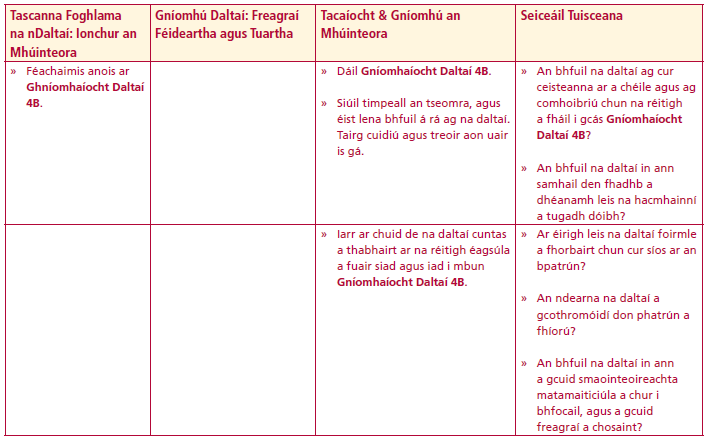 Tascanna Foghlama
na nDaltaí: Ionchur an
Mhúinteora
Gníomhú Daltaí: Freagraí
Féideartha agus Tuartha
Tacaíocht & Gníomhú an
Mhúinteora
Seiceáil Tuisceana
» Féachaimis anois ar
Ghníomhaíocht Daltaí
4B.
» Dáil Gníomhaíocht Daltaí 4B.
» Siúil timpeall an tseomra, agus
éist lena bhfuil á rá ag na daltaí.
Tairg cuidiú agus treoir aon uair
is gá.
» An bhfuil na daltaí ag cur
ceisteanna ar a chéile agus ag
comhoibriú chun na réitigh
a fháil i gcás Gníomhaíocht
Daltaí 4B?
» An bhfuil na daltaí in ann
samhail den fhadhb a
dhéanamh leis na hacmhainní
a tugadh dóibh?
» Iarr ar chuid de na daltaí cuntas
a thabhairt ar na réitigh éagsúla
a fuair siad agus iad i mbun
Gníomhaíocht Daltaí 4B.
» Ar éirigh leis na daltaí foirmle
a fhorbairt chun cur síos ar an
bpatrún?
» An ndearna na daltaí a
gcothromóidí don phatrún a
fhíorú?
» An bhfuil na daltaí in ann
a gcuid smaointeoireachta
matamaiticiúla a chur i
bhfocail, agus a gcuid
freagraí a chosaint?